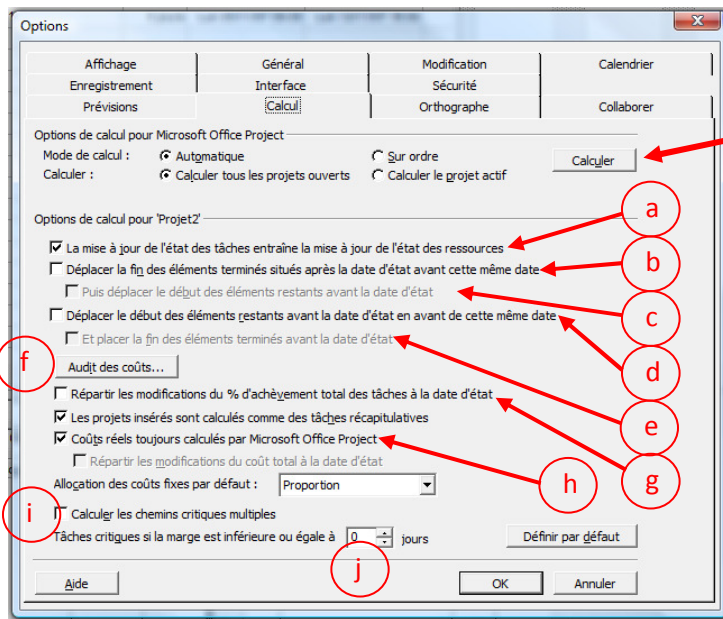 Options
Affichage Général Modification Calendrier
Enregistrement Interface Sécurité
Prévisions Calcul Orthographe Collaborer
Options de calcul pour Microsoft Office Project
Mode de calcul : Automatique Sur ordre Calculer
Calculer : Calculer tous les projets ouverts Calculer le projet actif
Options de calcul pour 'Projet2'
a
La mise à jour de l'état des tâches entraîne la mise à jour de l'état des ressources
b
Déplacer la fin des éléments terminés situés après la date d'état avant cette même date
Puis déplacer le début des éléments restants avant la date d'état
c
Déplacer le début des éléments restants avant la date d'état en avant de cette même date
Et placer la fin des éléments terminés avant la date d'état
d
f Audit des coûts...
Répartir les modifications du % d'achèvement total des tâches à la date d'état
e
Les projets insérés sont calculés comme des tâches récapitulatives
Coûts réels toujours calculés par Microsoft Office Project
Répartir les modifications du coût total à la date d'état
h g
Allocation des coûts fixes par défaut : Proportion
i Calculer les chemins critiques multiples
Tâches critiques si la marge est inférieure ou égale à 0 jours Définir par défaut
j
Aide OK Annuler